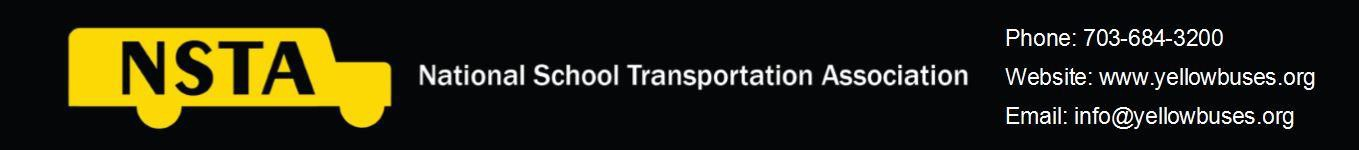 NSTA
National School Transportation Association
Phone: 703-684-3200
Website: www.yellowbuses.org
Email: info@yellowbuses.org